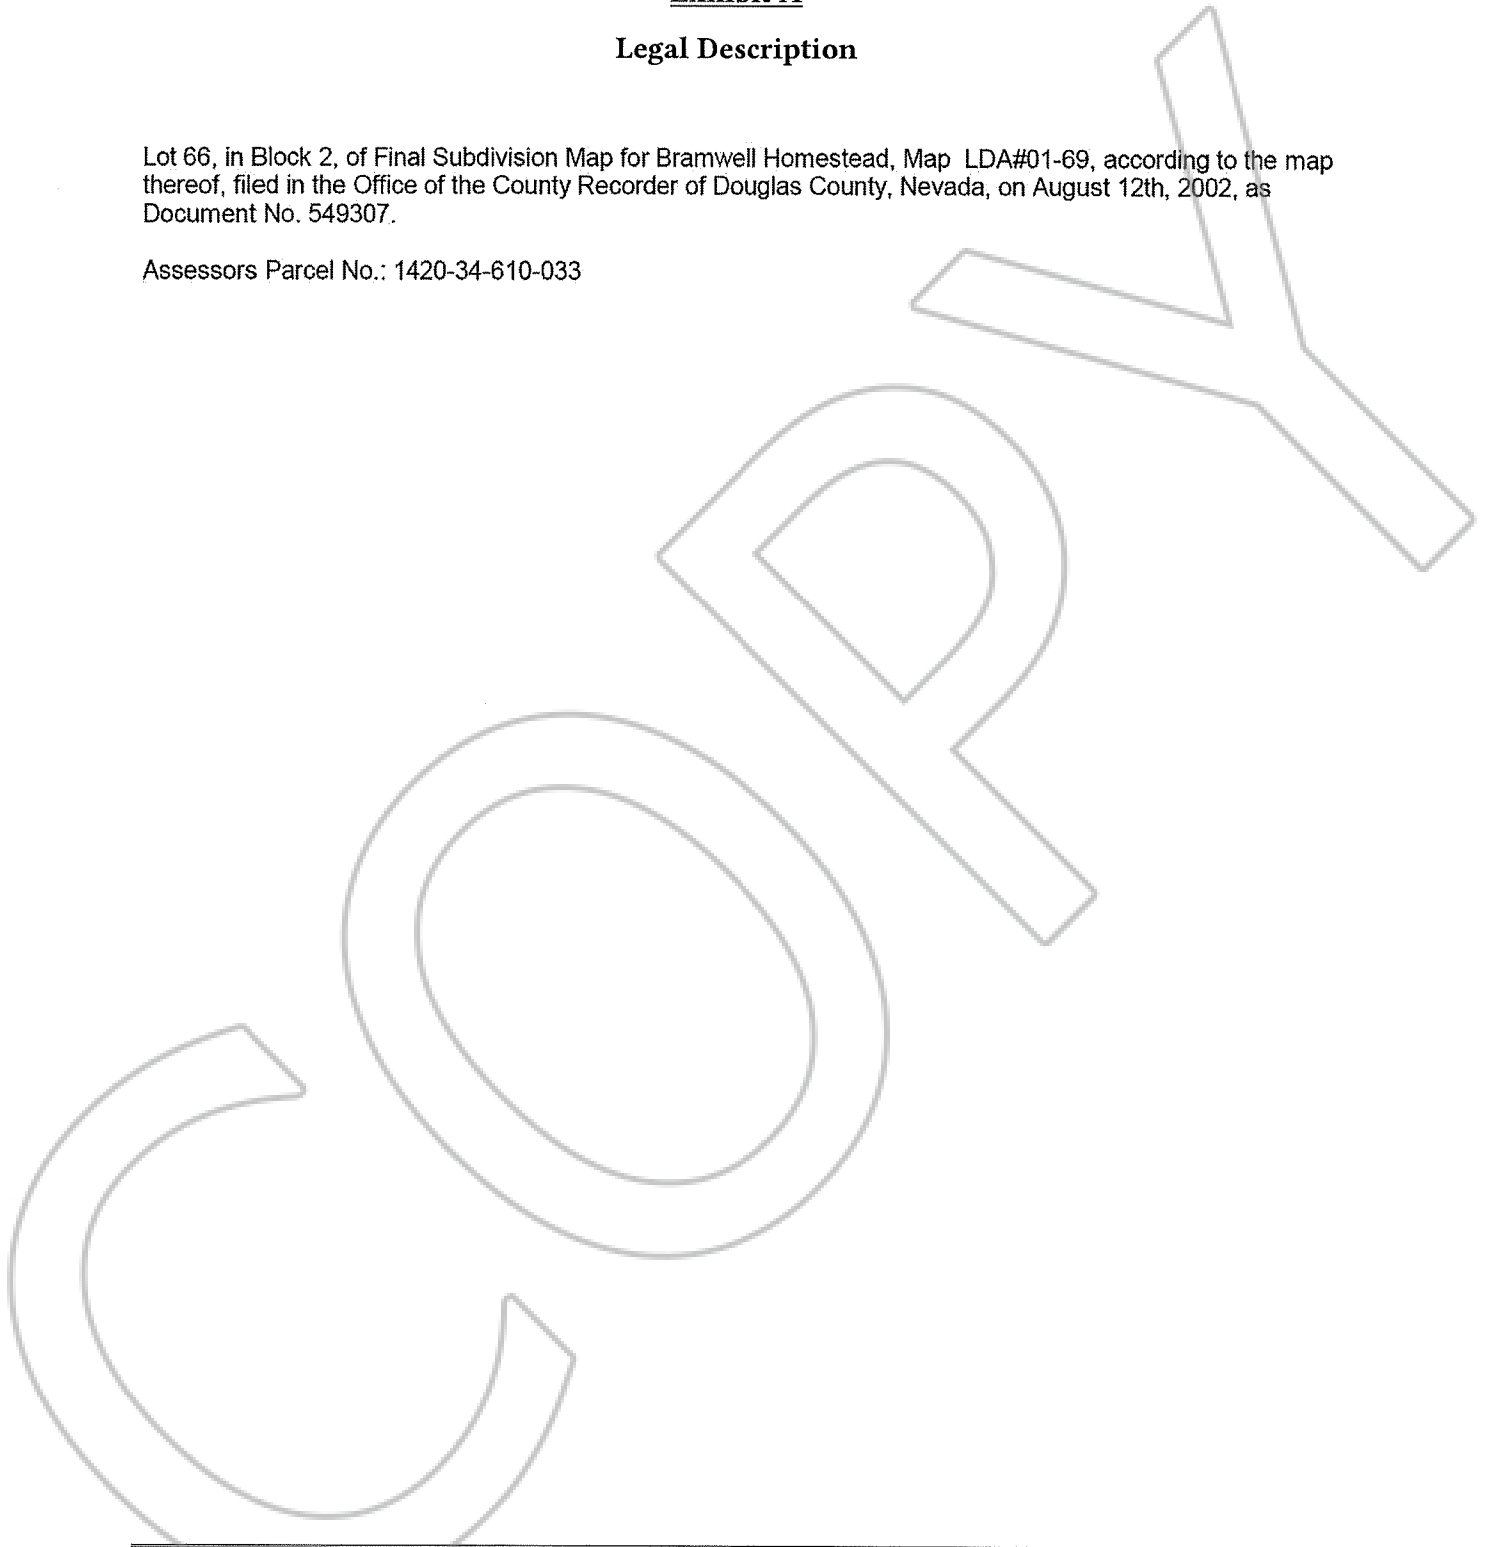 Exhibit A
Legal Description
Lot 66, in Block 2, of Final Subdivision Map for Bramwell Homestead, Map LDA#01-69, according to the map
thereof, filed in the Office of the County Recorder of Douglas County, Nevada, on August 12th, 2002, as
Document No. 549307.
Assessors Parcel No.: 1420-34-610-033
COPY